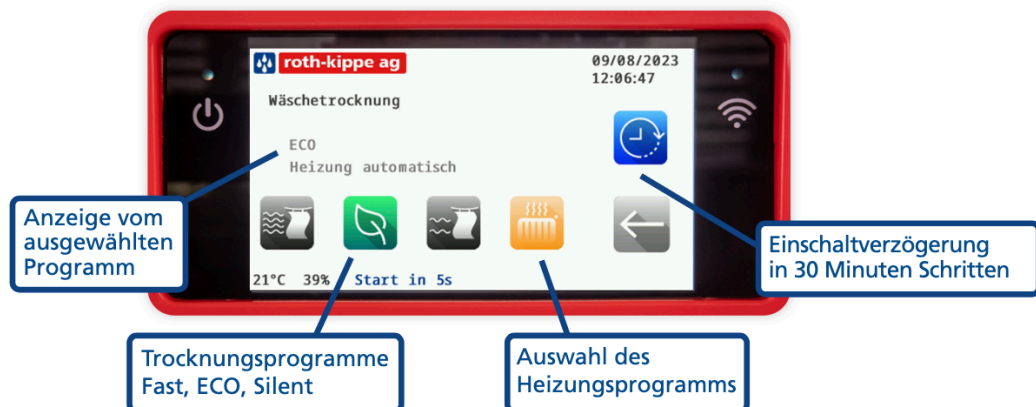 roth-kippe ag
09/08/2023
12:06:47
Wäschetrocknung
ECO
Heizung automatisch
Anzeige vom
ausgewählten
Programm
Einschaltverzögerung
in 30 Minuten Schritten
21°C 39% Start in 5s
Trocknungsprogramme
Fast, ECO, Silent
Auswahl des
Heizungsprogramms